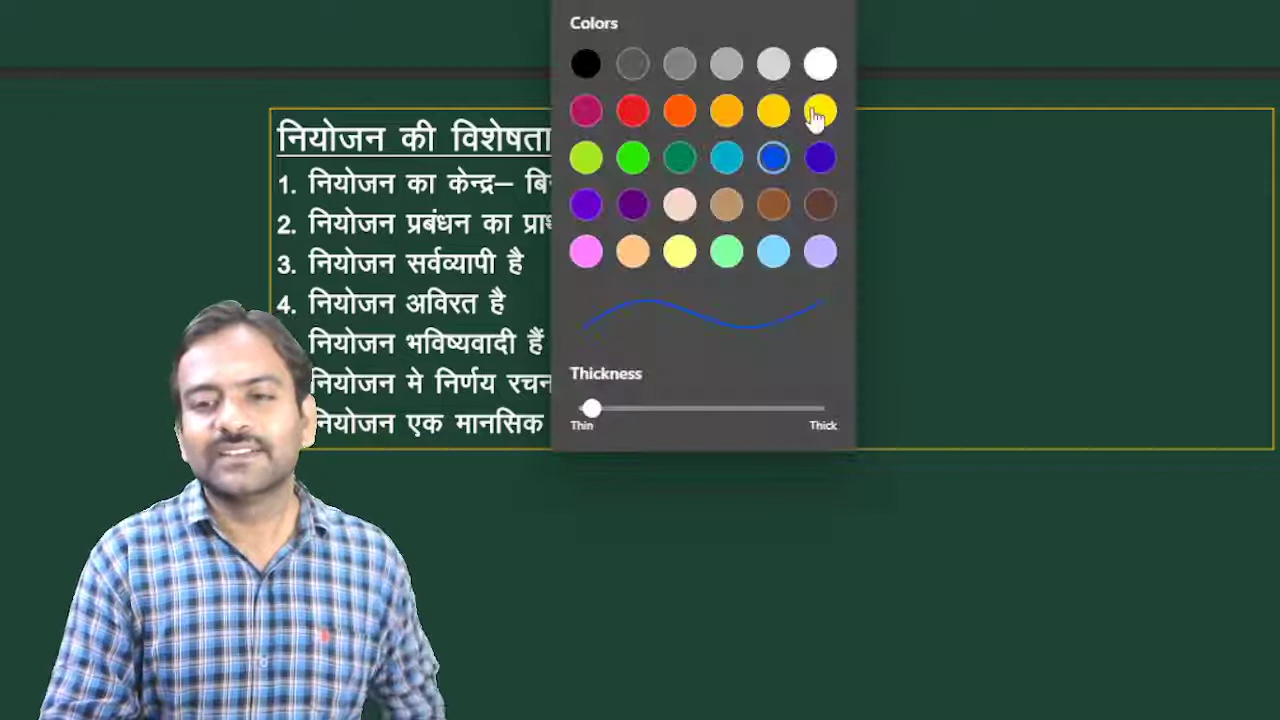 Colors
नियोजन की विशेषता
1. नियोजन का केन्द्र–
2. नियोजन प्रबंधन का
3. नियोजन सर्वव्यापी है
4. नियोजन अविरत है
नियोजन भविष्यवादी हैं
नियोजन मे निर्णय
नियोजन एक मानसिक
Thickness
Thin
Thick